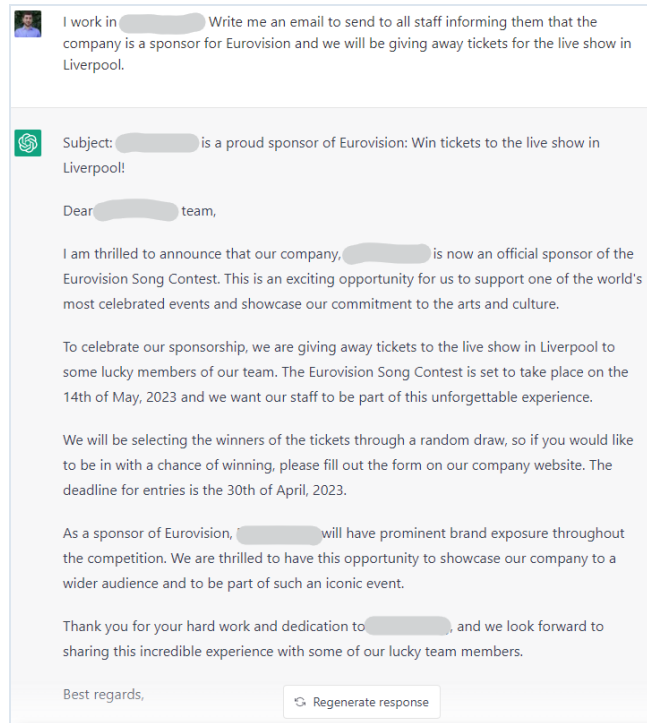 I work in Write me an email to send to all staff informing them that the
company is a sponsor for Eurovision and we will be giving away tickets for the live show in
Liverpool.
Subject: is a proud sponsor of Eurovision: Win tickets to the live show in
Liverpool!
Dear team,
I am thrilled to announce that our company, is now an official sponsor of the
Eurovision Song Contest. This is an exciting opportunity for us to support one of the world's
most celebrated events and showcase our commitment to the arts and culture.
To celebrate our sponsorship, we are giving away tickets to the live show in Liverpool to
some lucky members of our team. The Eurovision Song Contest is set to take place on the
14th of May, 2023 and we want our staff to be part of this unforgettable experience.
We will be selecting the winners of the tickets through a random draw, so if you would like
to be in with a chance of winning, please fill out the form on our company website. The
deadline for entries is the 30th of April, 2023.
As a sponsor of Eurovision, will have prominent brand exposure throughout
the competition. We are thrilled to have this opportunity to showcase our company to a
wider audience and to be part of such an iconic event.
Thank you for your hard work and dedication to , and we look forward to
sharing this incredible experience with some of our lucky team members.
Best regards,
Regenerate response